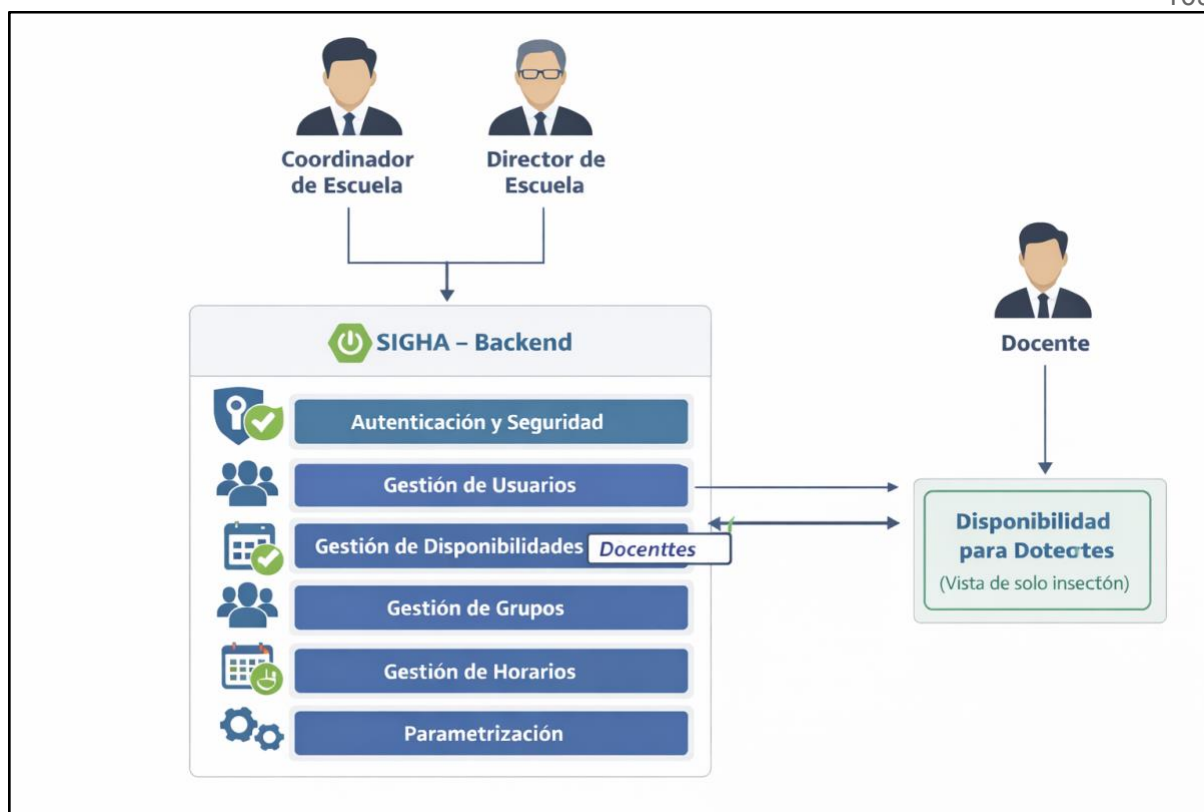 Coordinador
de Escuela
Director de
Escuela
Docente
SIGHA – Backend
Autenticación y Seguridad
Gestión de Usuarios
Gestión de Disponibilidades Docenttes
Gestión de Grupos
Gestión de Horarios
Parametrización
Disponibilidad
para Dotectes
(Vista de solo insectón)